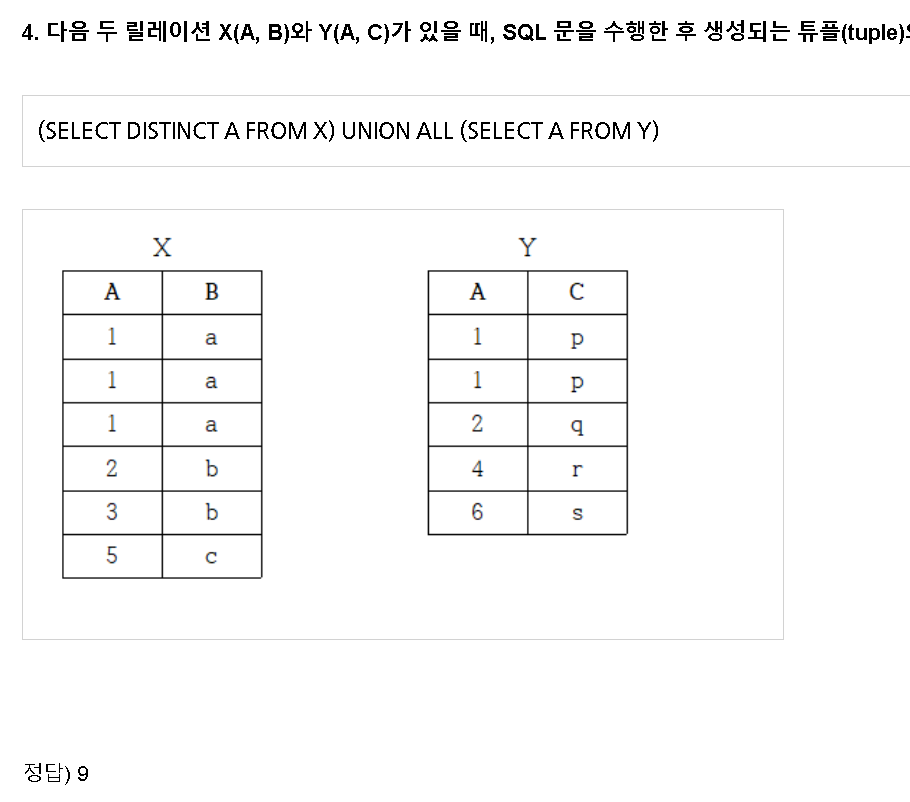 4. 다음 두 릴레이션 X(A, B)와 Y(A, C)가 있을 때, SQL 문을 수행한 후 생성되는 튜플(tuple)
(SELECT DISTINCT A FROM X) UNION ALL (SELECT A FROM Y)
X Y
A B A C
1 a 1 p
1 a 1 p
1 a 2 q
2 b 4 r
3 b 6 s
5 c
정답) 9